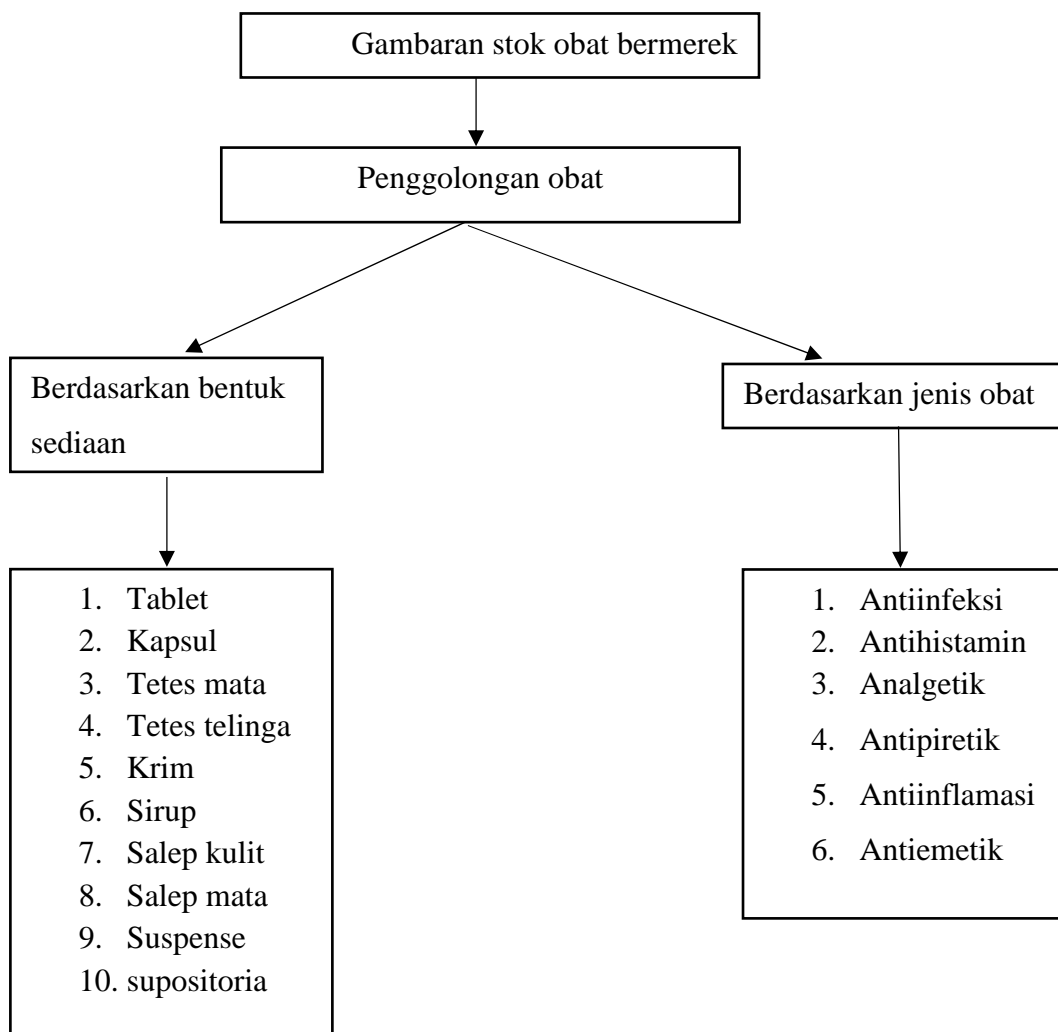 Gambaran stok obat bermerek
Penggolongan obat
Berdasarkan bentuk
sediaan
Berdasarkan jenis obat
1. Tablet
2. Kapsul
3. Tetes mata
4. Tetes telinga
5. Krim
6. Sirup
7. Salep kulit
8. Salep mata
9. Suspense
10. supositoria
1. Antiinfeksi
2. Antihistamin
3. Analgetik
4. Antipiretik
5. Antiinflamasi
6. Antiemetik